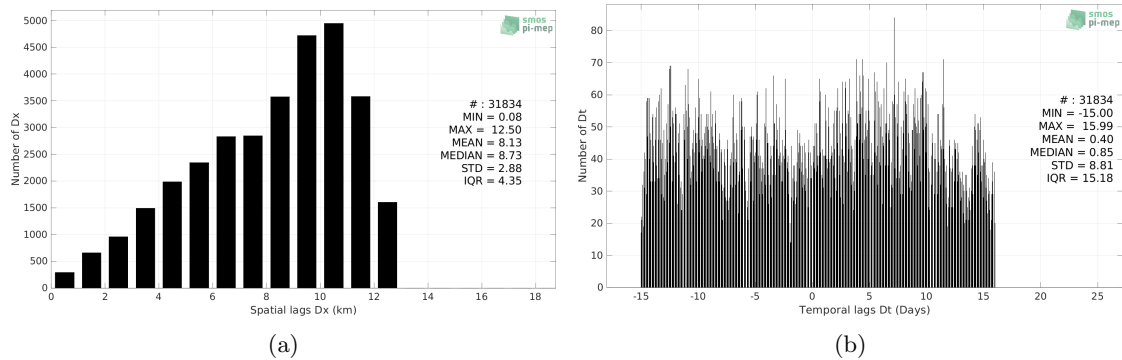 5000
4500
4000
3500
3000
2500
2000
1500
1000
500
0
Number of Dx
0 2 4 6 8 10 12 14 16 18
Spatial lags Dx (km)
smos
pi-mep
# : 31834
MIN = 0.08
MAX = 12.50
MEAN = 8.13
MEDIAN = 8.73
STD = 2.88
IQR = 4.35
(a)
80
70
60
50
40
30
20
10
0
Number of Dt
-15 -10 -5 0 5 10 15 20 25
Temporal lags Dt (Days)
smos
pi-mep
# : 31834
MIN = -15.00
MAX = 15.99
MEAN = 0.40
MEDIAN = 0.85
STD = 8.81
IQR = 15.18
(b)